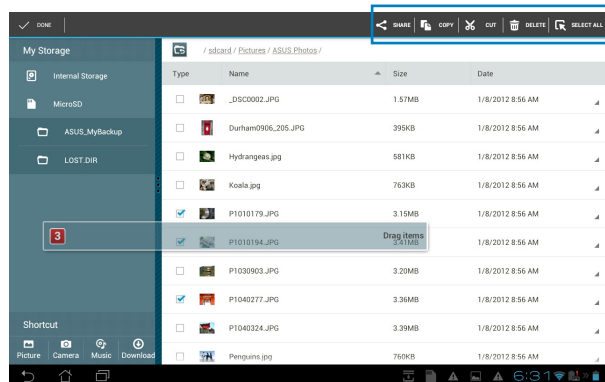 DONE SHARE COPY CUT DELETE SELECT ALL
My Storage / sdcard / Pictures / ASUS Photos /
Internal Storage Type Name Size Date
MicroSD _DSC0002.JPG 1.57MB 1/8/2012 8:56 AM
ASUS_MyBackup Durham0906_205.JPG 395KB 1/8/2012 8:56 AM
LOST.DIR Hydrangeas.jpg 581KB 1/8/2012 8:56 AM
Koala.jpg 763KB 1/8/2012 8:56 AM
P1010179.JPG 3.15MB 1/8/2012 8:56 AM
3 Drag items
P1010194.JPG 3.41MB 1/8/2012 8:56 AM
P1030903.JPG 3.20MB 1/8/2012 8:56 AM
P1040277.JPG 3.36MB 1/8/2012 8:56 AM
Shortcut P1040324.JPG 3.39MB 1/8/2012 8:56 AM
Picture Camera Music Download Penguins.jpg 760KB 1/8/2012 8:56 AM
6:31